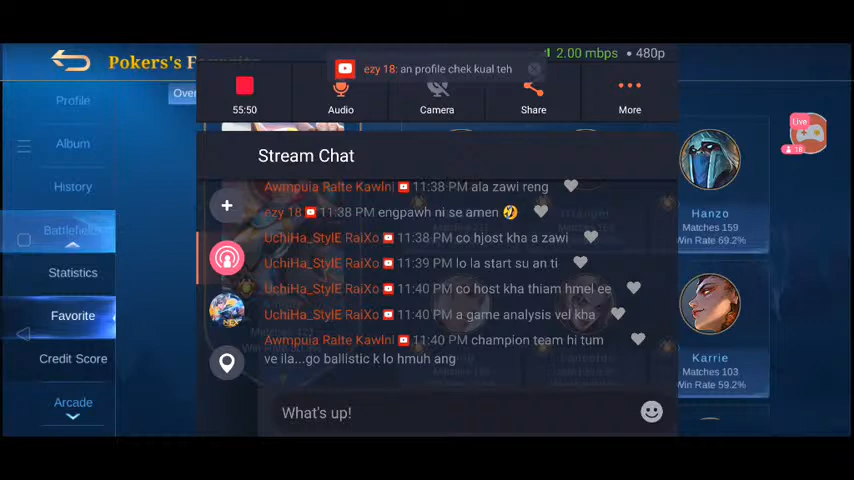 2.00 mbps • 480p
Pokers's F
ezy 18: an profile chek kual teh
Profile
Over
55:50
Audio
Camera
Share
More
Live
18
Album
Stream Chat
History
Awmpuia Ralte Kawlni 11:38 PM ala zawi reng
ezy 18 11:38 PM engpawh ni se amen 🤣
Hanzo
Matches 159
Win Rate 69.2%
Battlefield
UchiHa_StylE RaiXo 11:38 PM co hjost kha a zawi
UchiHa_StylE RaiXo 11:39 PM lo la start su an ti
Statistics
UchiHa_StylE RaiXo 11:40 PM co host kha thiam hmel ee
Favorite
UchiHa_StylE RaiXo 11:40 PM a game analysis vel kha
Awmpuia Ralte Kawlni 11:40 PM champion team hi tum
ve ila...go ballistic k lo hmuh ang
Credit Score
Karrie
Matches 103
Win Rate 59.2%
Arcade
What's up!